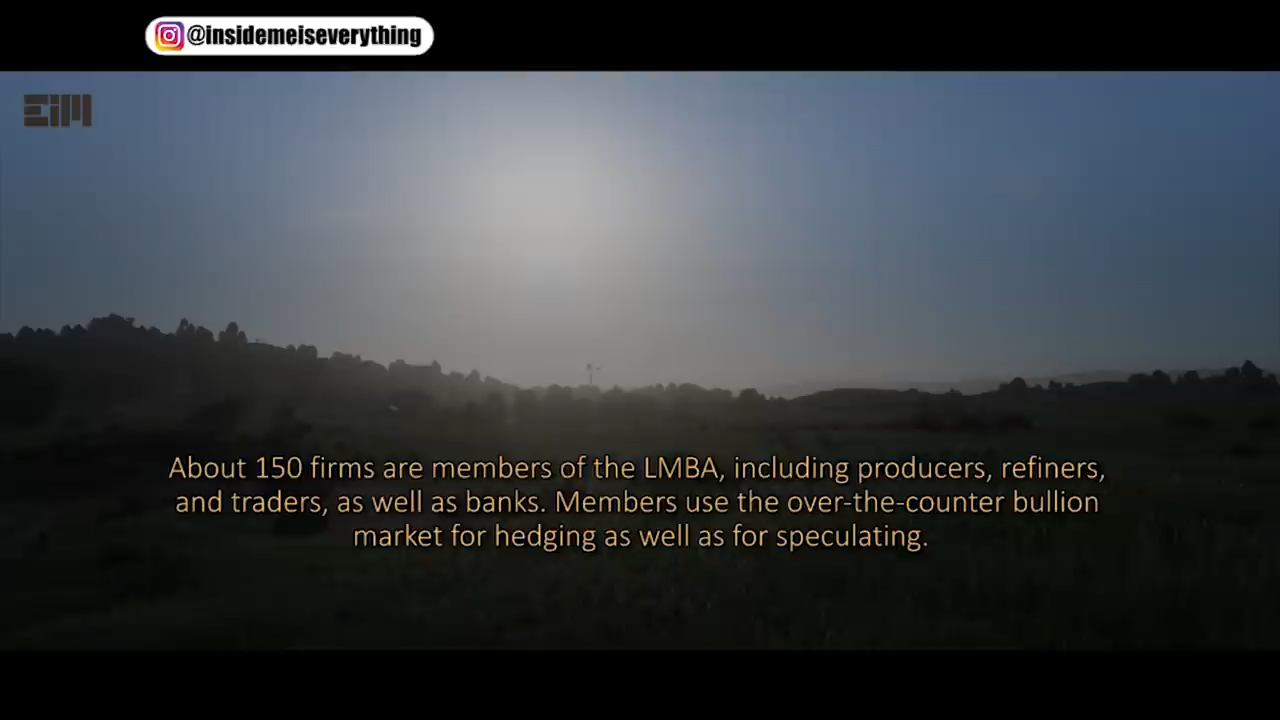 @insidemeiseverything
EiM
About 150 firms are members of the LMBA, including producers, refiners,
and traders, as well as banks. Members use the over-the-counter bullion
market for hedging as well as for speculating.